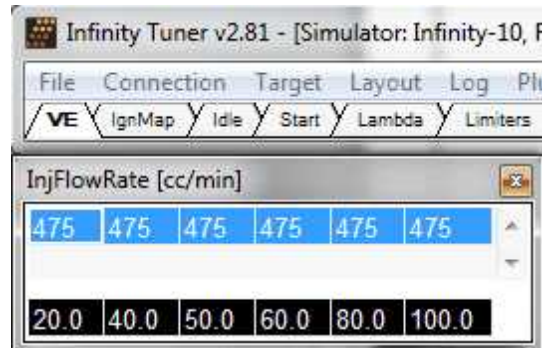 Infinity Tuner v2.81 - [Simulator: Infinity-10,
File Connection Target Layout Log
VE IgnMap Idle Start Lambda Limiters
InjFlowRate [cc/min]
475 475 475 475 475 475
20.0 40.0 50.0 60.0 80.0 100.0